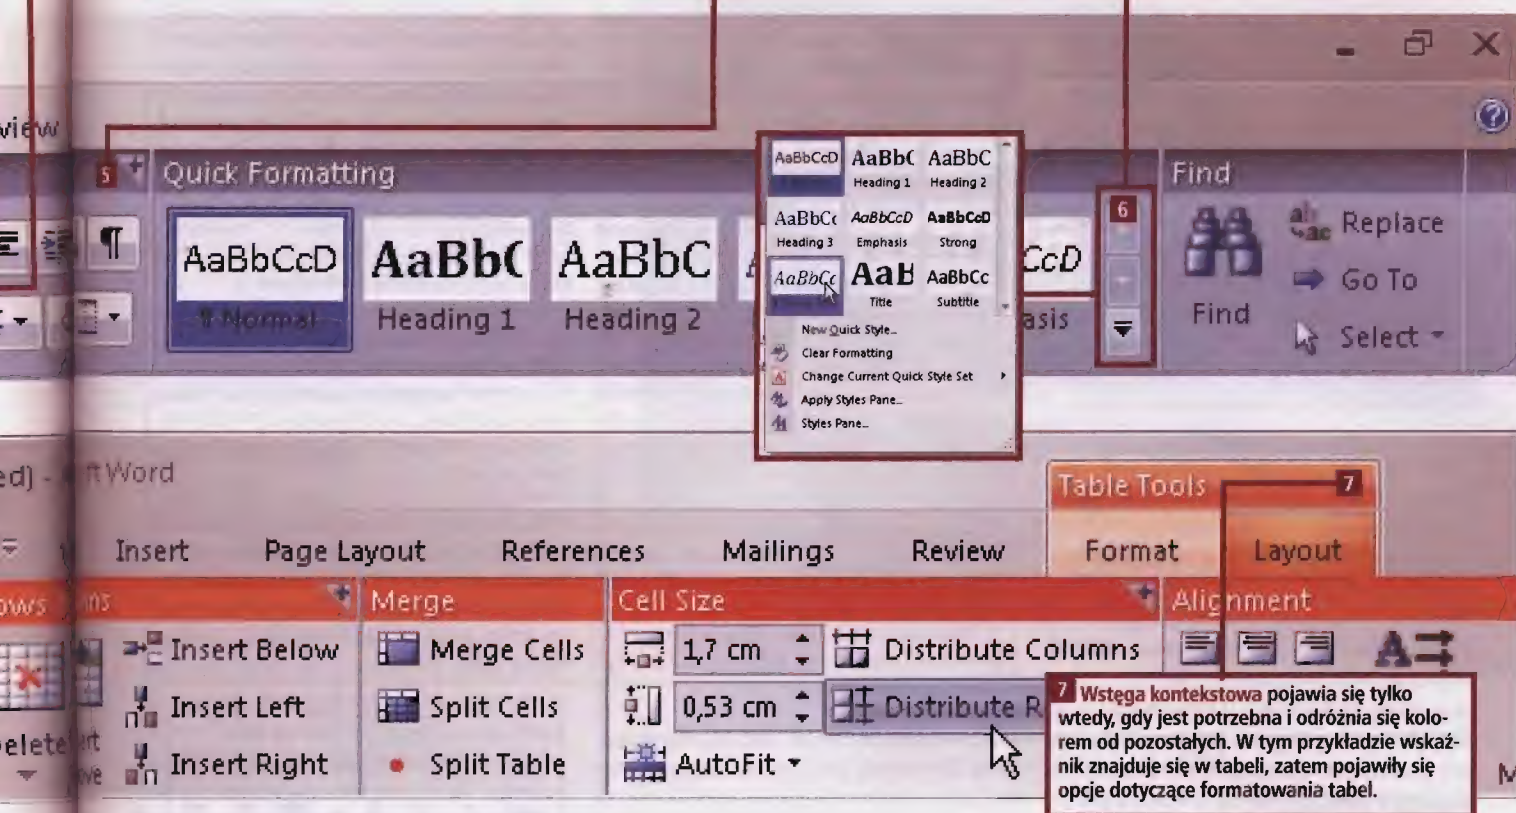 view
5 Quick Formatting
Find
AaBbCcD AaBbC AaBbC
Heading 1 Heading 2
AaBbCc AaBbCcD AaBbCcD
Heading 3 Emphasis Strong
AaBbCc AaB AaBbCc
Title Subtitle
New Quick Style...
Clear Formatting
Change Current Quick Style Set
Apply Styles Pane...
Styles Pane...
6
¶
AaBbCcD AaBbC AaBbC CcD
¶ Normal Heading 1 Heading 2 asis
Find
Replace
Go To
Select
ed) - ft Word
Table Tools 7
Insert Page Layout References Mailings Review Format Layout
ows ns Merge Cell Size Alignment
Insert Below Merge Cells 1,7 cm Distribute Columns
Insert Left Split Cells 0,53 cm Distribute R
elete Insert Right Split Table AutoFit
7 Wstęga kontekstowa pojawia się tylko
wtedy, gdy jest potrzebna i odróżnia się kolo-
rem od pozostałych. W tym przykładzie wskaź-
nik znajduje się w tabeli, zatem pojawiły się
opcje dotyczące formatowania tabel.